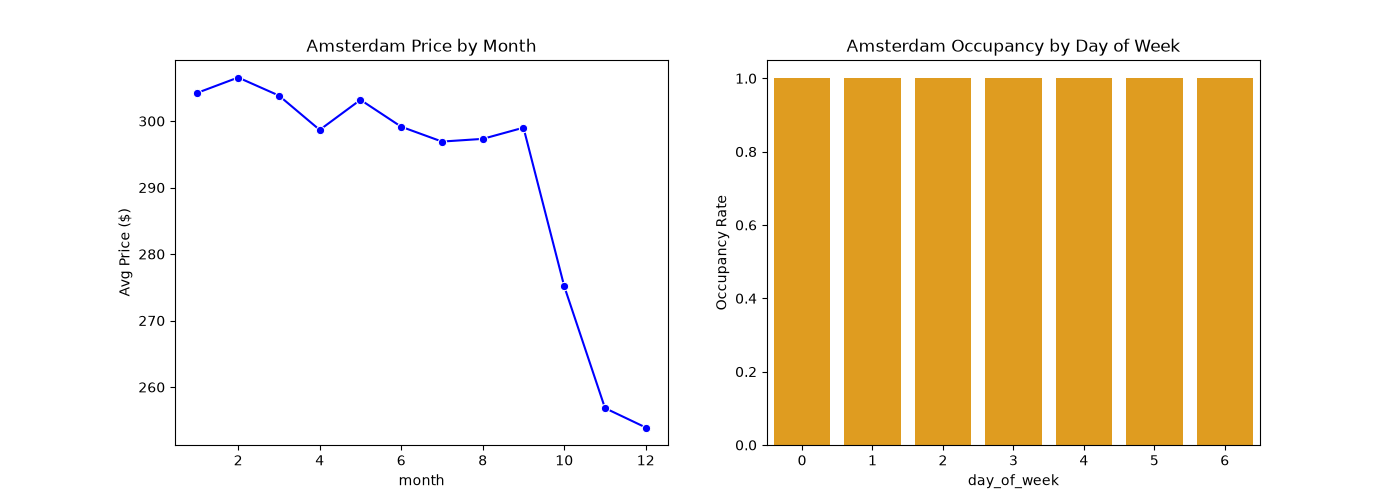 Amsterdam Price by Month
Avg Price ($)
300
290
280
270
260
2 4 6 8 10 12
month
Amsterdam Occupancy by Day of Week
Occupancy Rate
1.0
0.8
0.6
0.4
0.2
0.0
0 1 2 3 4 5 6
day_of_week